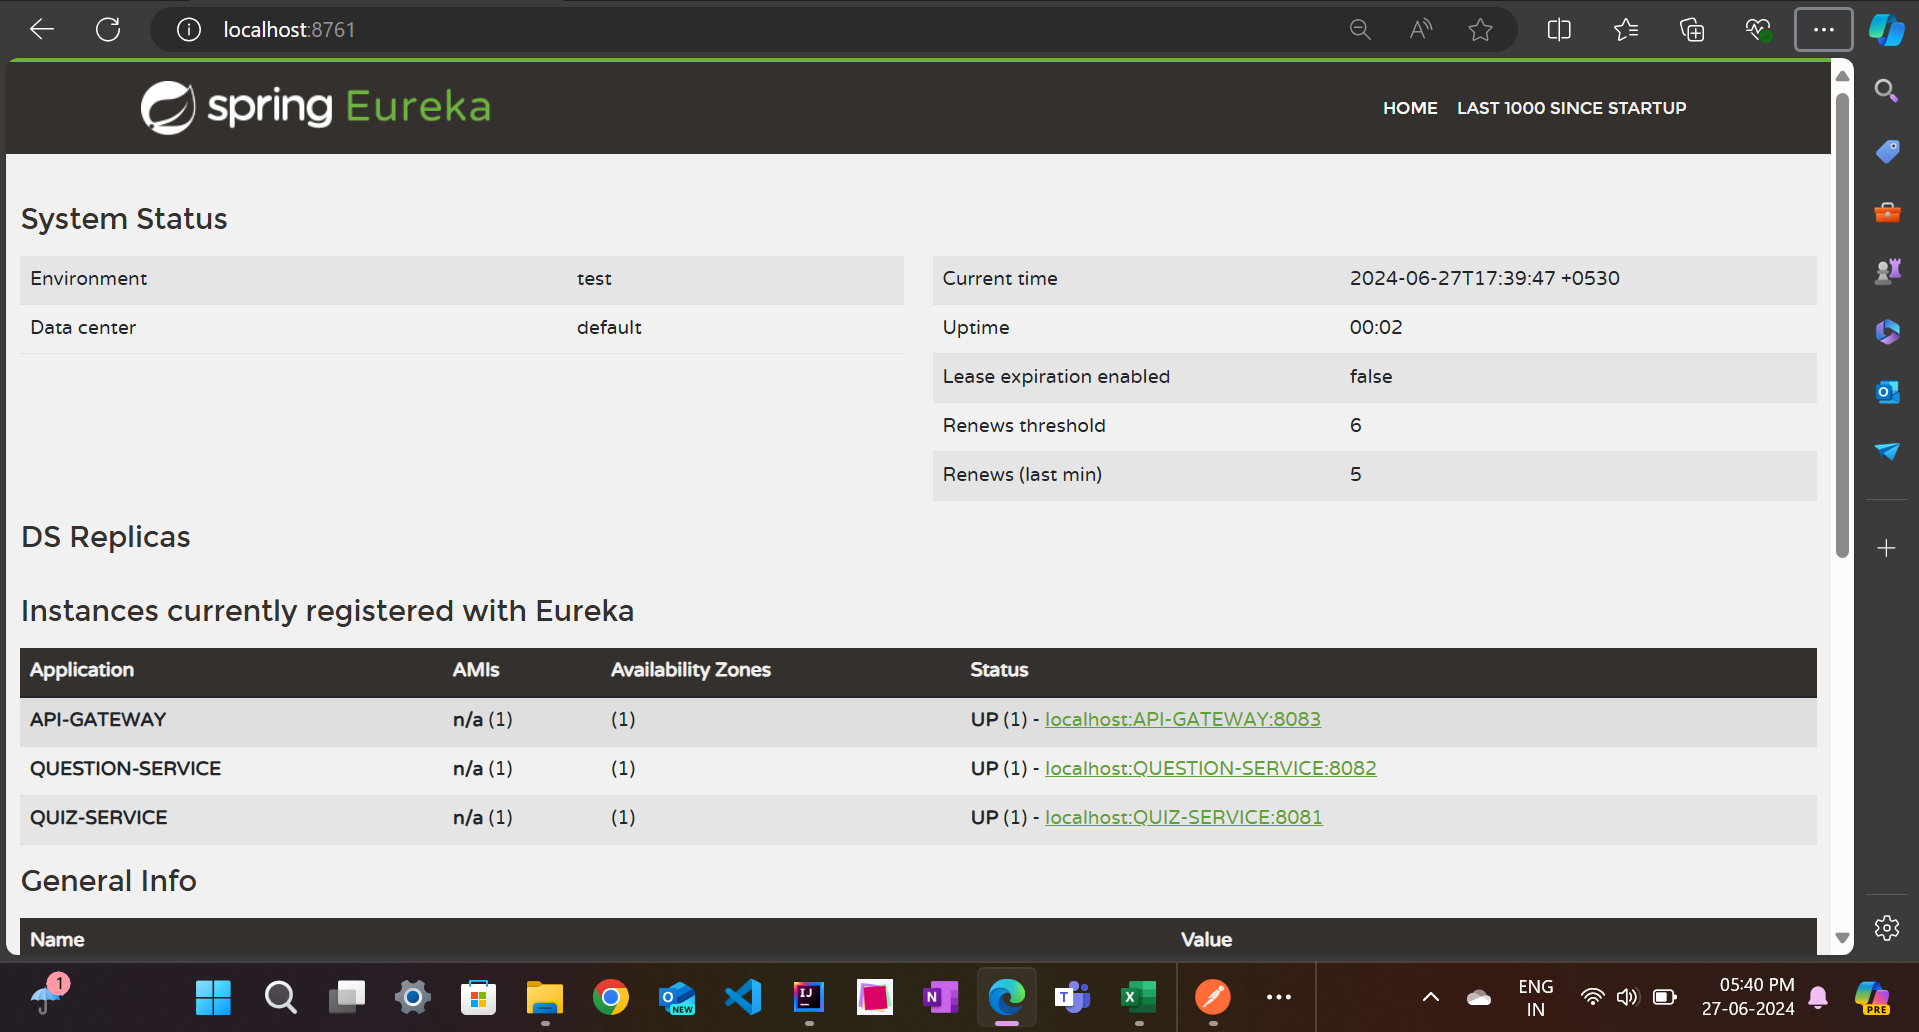 localhost:8761
spring Eureka
HOME LAST 1000 SINCE STARTUP
System Status
Environment test
Data center default
Current time 2024-06-27T17:39:47 +0530
Uptime 00:02
Lease expiration enabled false
Renews threshold 6
Renews (last min) 5
DS Replicas
Instances currently registered with Eureka
Application AMIs Availability Zones Status
API-GATEWAY n/a (1) (1) UP (1) - localhost:API-GATEWAY:8083
QUESTION-SERVICE n/a (1) (1) UP (1) - localhost:QUESTION-SERVICE:8082
QUIZ-SERVICE n/a (1) (1) UP (1) - localhost:QUIZ-SERVICE:8081
General Info
Name Value
1
NEW
IJ
N
T
X
ENG
IN
05:40 PM
27-06-2024
PRE